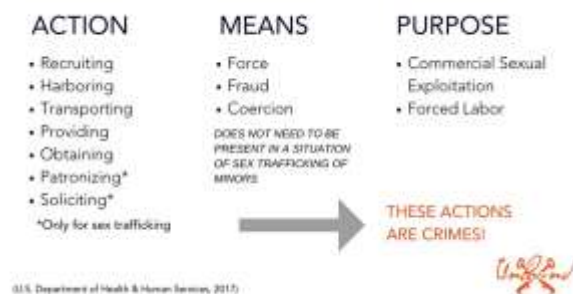 ACTION
• Recruiting
• Harboring
• Transporting
• Providing
• Obtaining
• Patronizing*
• Soliciting*
*Only for sex trafficking
MEANS
• Force
• Fraud
• Coercion
DOES NOT NEED TO BE
PRESENT IN A SITUATION
OF SEX TRAFFICKING OF
MINORS
PURPOSE
• Commercial Sexual
Exploitation
• Forced Labor
THESE ACTIONS
ARE CRIMES!
(U.S. Department of Health & Human Services, 2017)